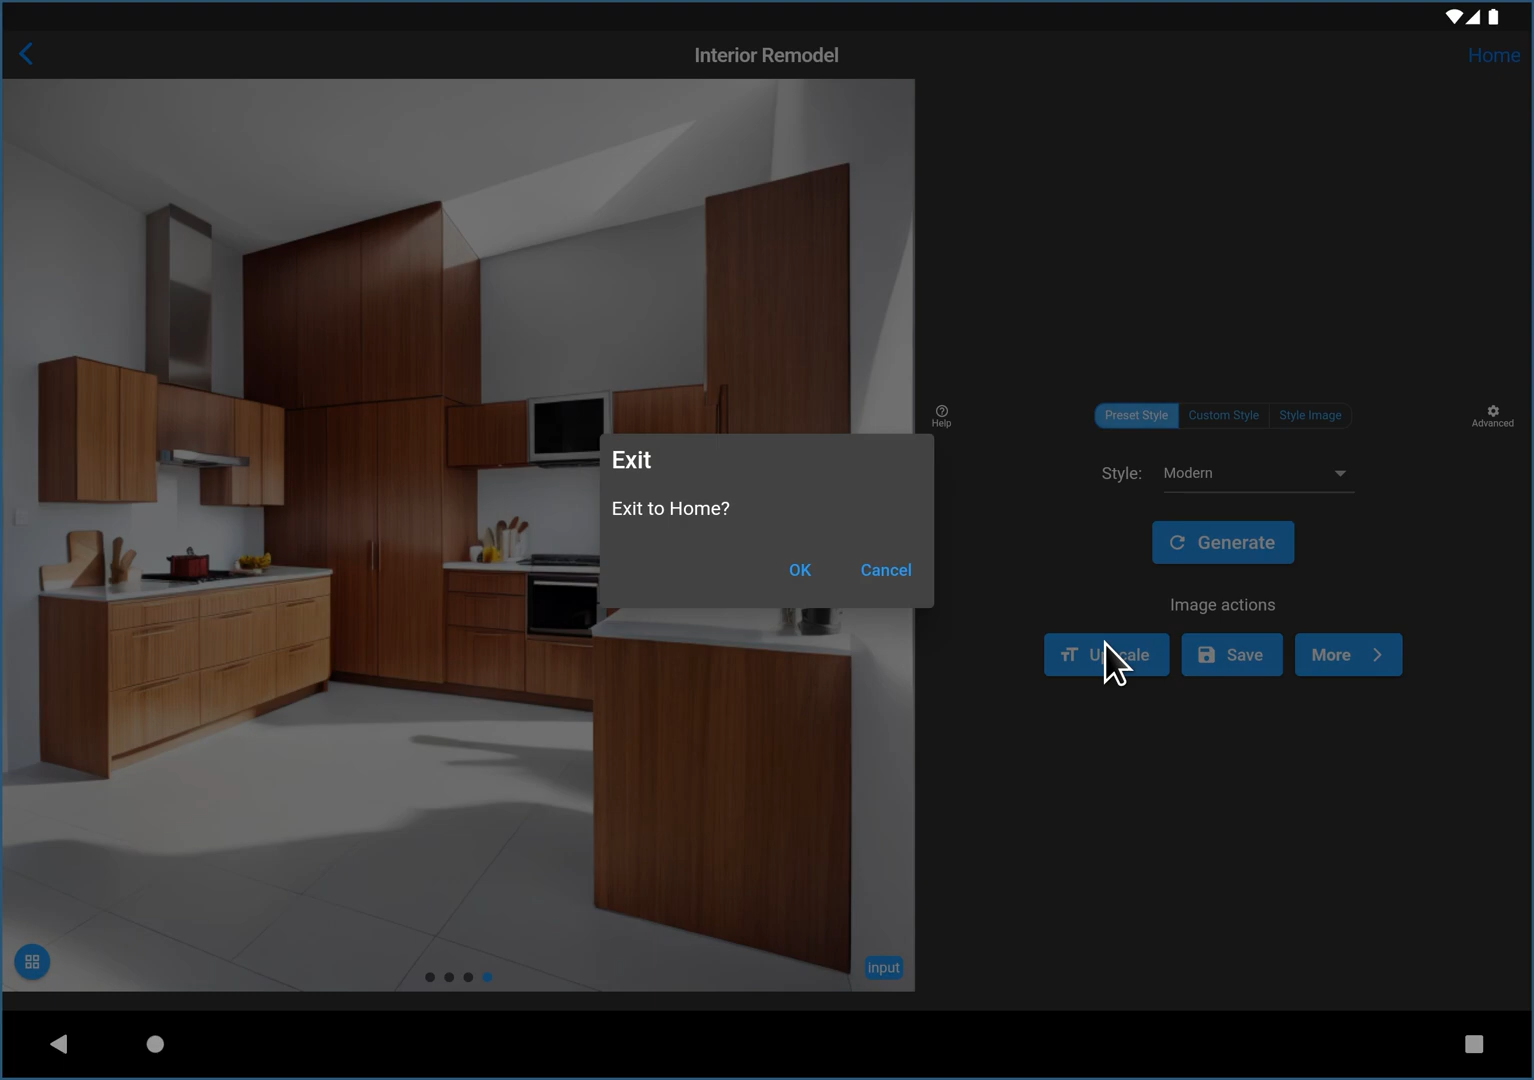 Interior Remodel
Home
Help
Preset Style
Custom Style
Style Image
Advanced
Style:
Modern
Exit
Exit to Home?
OK
Cancel
Generate
Image actions
Save
More
input